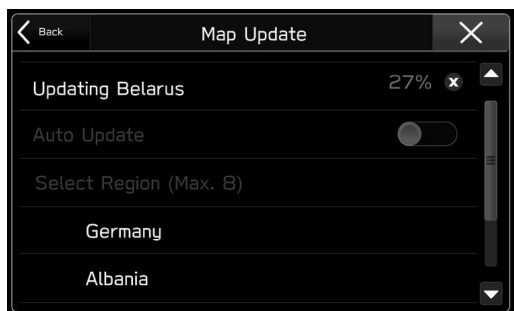 Back
Map Update
Updating Belarus 27%
Auto Update
Select Region (Max. 8)
Germany
Albania